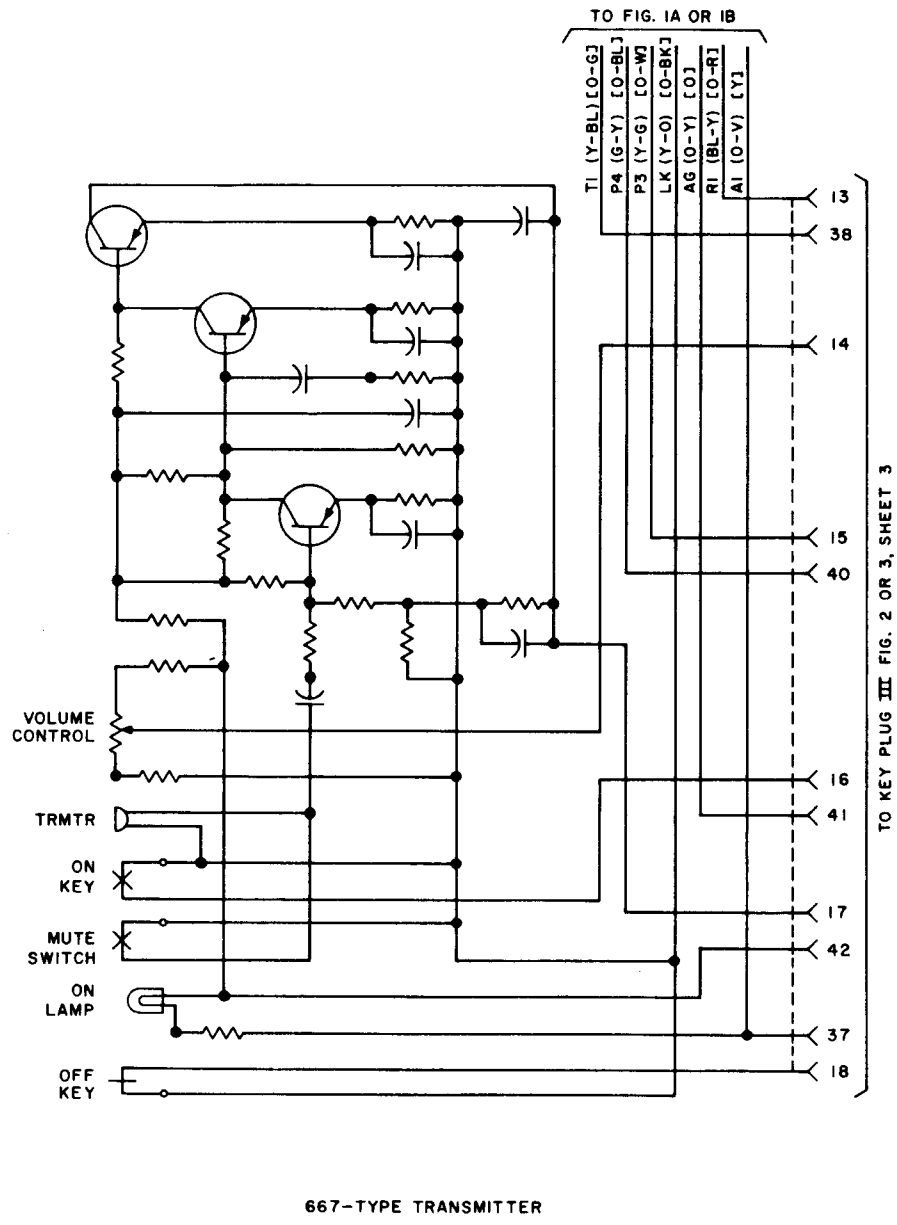 TO FIG. 1A OR 1B
T1 (Y-BL) [O-G]
P4 (G-Y) [O-BL]
P3 (Y-G) [O-W]
LK (Y-O) [O-BK]
AG (O-Y) [O]
R1 (BL-Y) [O-R]
A1 (O-V) [Y]
13
38
14
15
40
VOLUME
CONTROL
16
TRMTR
41
ON
KEY
17
MUTE
SWITCH
42
ON
LAMP
37
OFF
KEY
18
TO KEY PLUG III FIG. 2 OR 3, SHEET 3
667-TYPE TRANSMITTER